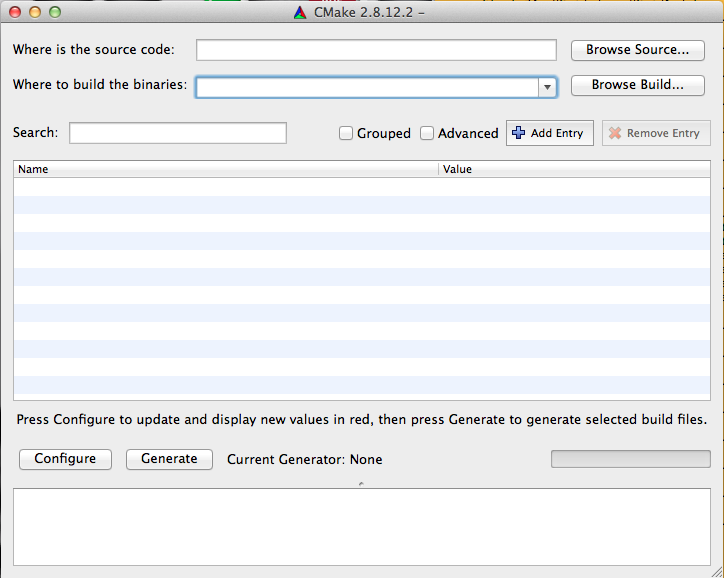 CMake 2.8.12.2 –
Where is the source code:
Browse Source...
Where to build the binaries:
Browse Build...
Search:
Grouped
Advanced
Add Entry
Remove Entry
Name
Value
Press Configure to update and display new values in red, then press Generate to generate selected build files.
Configure
Generate
Current Generator: None